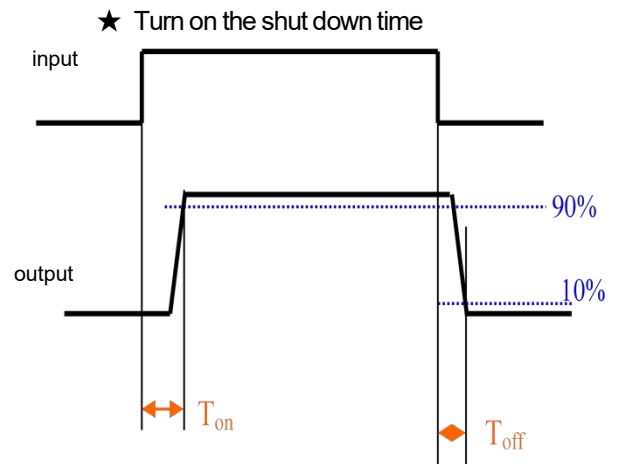 ★ Turn on the shut down time
input
90%
output
10%
Ton
Toff